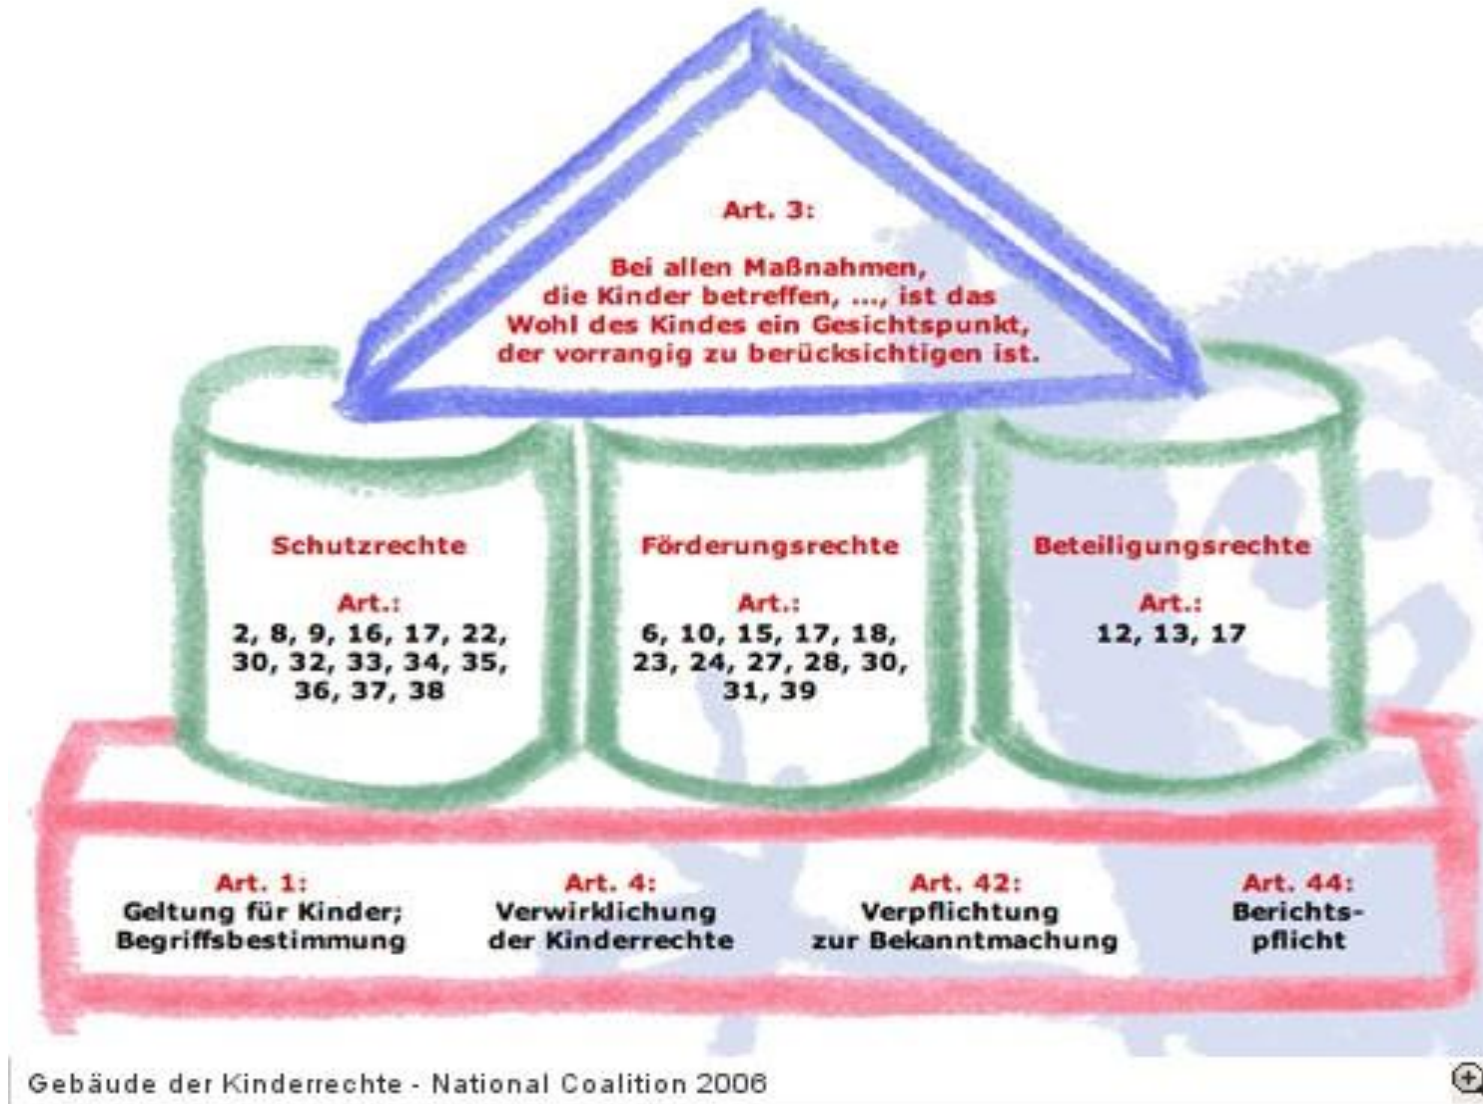 Art. 3:
Bei allen Maßnahmen,
die Kinder betreffen, ..., ist das
Wohl des Kindes ein Gesichtspunkt,
der vorrangig zu berücksichtigen ist.
Schutzrechte
Art.:
2, 8, 9, 16, 17, 22,
30, 32, 33, 34, 35,
36, 37, 38
Förderungsrechte
Art.:
6, 10, 15, 17, 18,
23, 24, 27, 28, 30,
31, 39
Beteiligungsrechte
Art.:
12, 13, 17
Art. 1:
Geltung für Kinder;
Begriffsbestimmung
Art. 4:
Verwirklichung
der Kinderrechte
Art. 42:
Verpflichtung
zur Bekanntmachung
Art. 44:
Berichts-
pflicht
Gebäude der Kinderrechte - National Coalition 2006